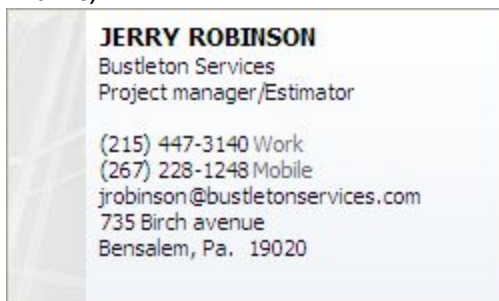 JERRY ROBINSON
Bustleton Services
Project manager/Estimator
(215) 447-3140 Work
(267) 228-1248 Mobile
jrobinson@bustletonservices.com
735 Birch avenue
Bensalem, Pa. 19020